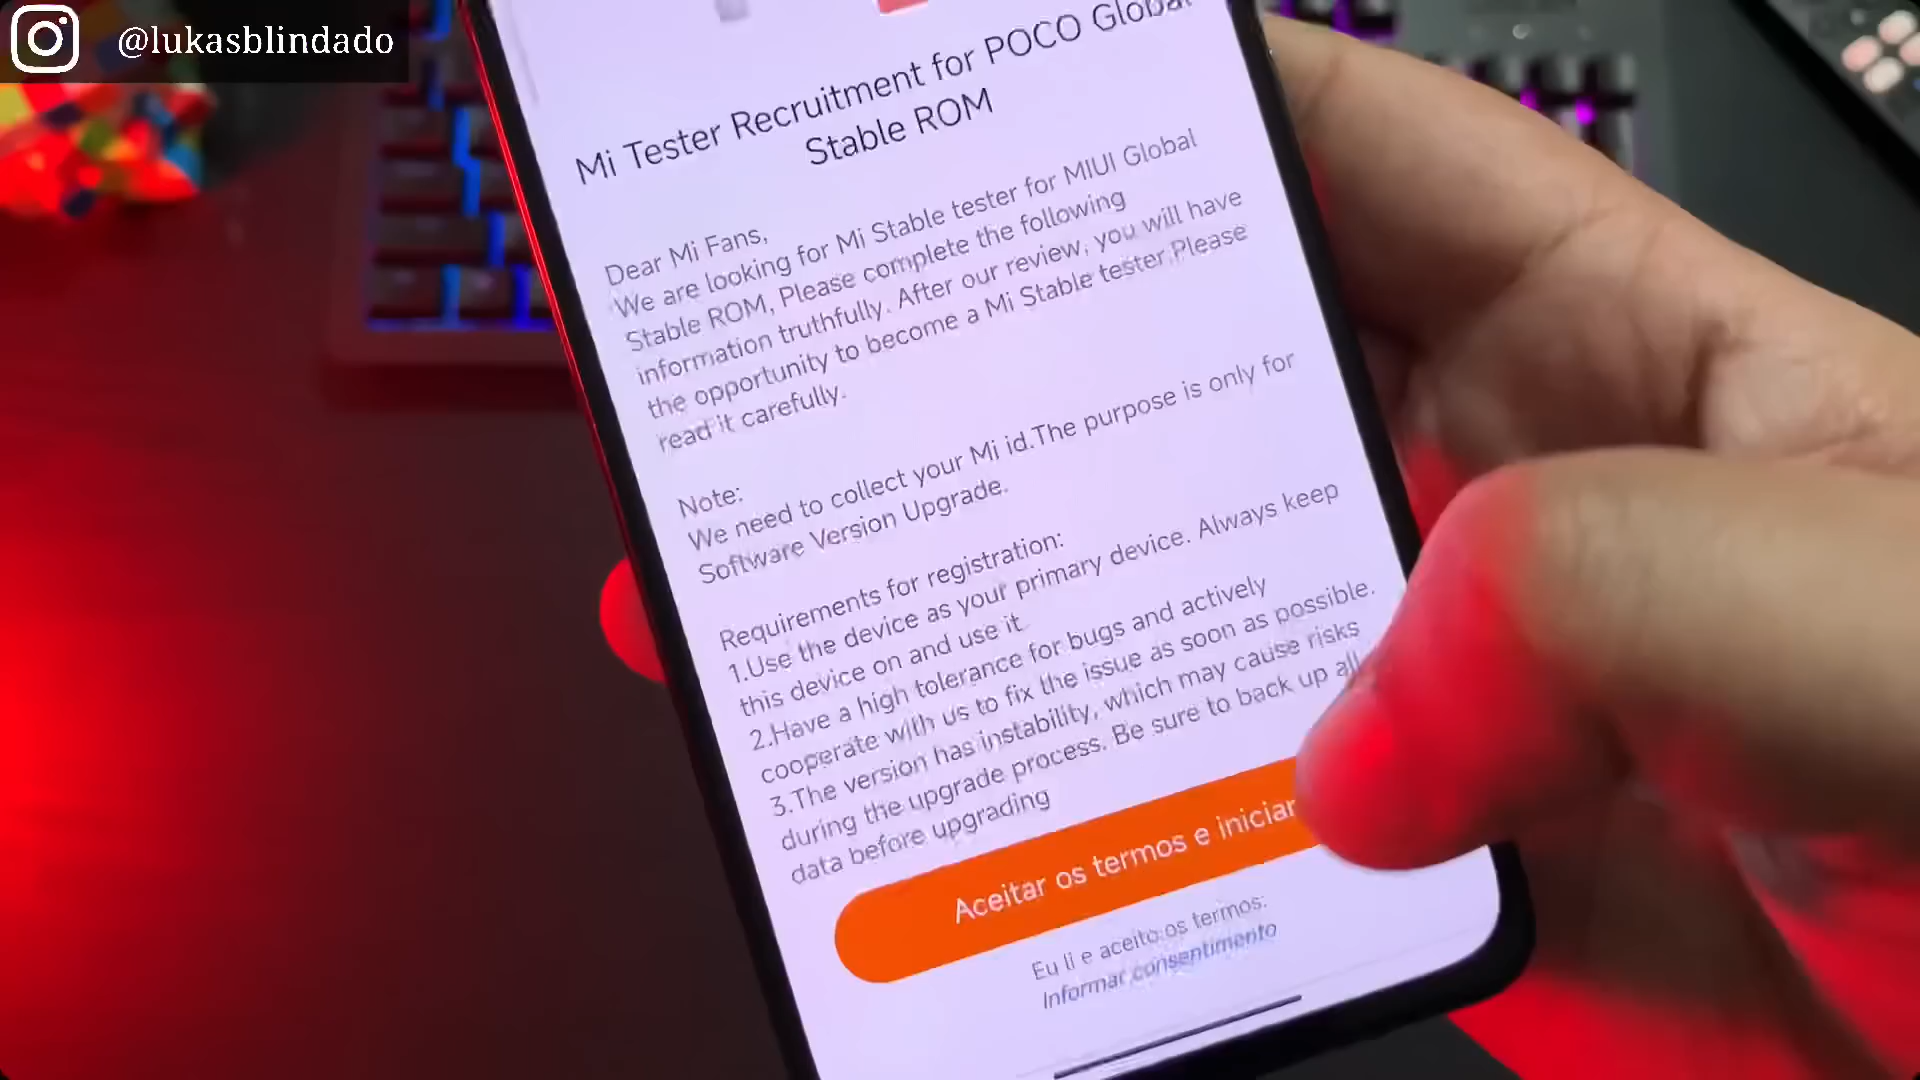 @lukasblindado
Mi Tester Recruitment for POCO Global
Stable ROM
Dear Mi Fans,
We are looking for Mi Stable tester for MIUI Global
Stable ROM, Please complete the following
information truthfully. After our review, you will have
the opportunity to become a Mi Stable tester,Please
read it carefully.
Note:
We need to collect your Mi id.The purpose is only for
Software Version Upgrade.
Requirements for registration:
1.Use the device as your primary device. Always keep
this device on and use it
2.Have a high tolerance for bugs and actively
cooperate with us to fix the issue as soon as possible.
3.The version has instability, which may cause risks
during the upgrade process. Be sure to back up all
data before upgrading
Aceitar os termos e iniciar
Eu li e aceito os termos:
Informar consentimento